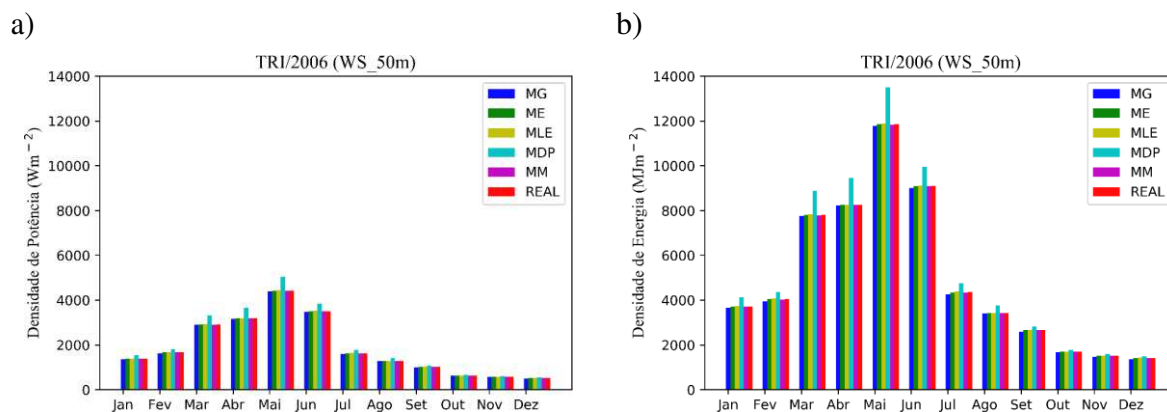 a)
TRI/2006 (WS_50m)
Densidade de Potência (Wm−2)
14000
12000
10000
8000
6000
4000
2000
0
MG
ME
MLE
MDP
MM
REAL
Jan Fev Mar Abr Mai Jun Jul Ago Set Out Nov Dez
b)
TRI/2006 (WS_50m)
Densidade de Energia (MJm−2)
14000
12000
10000
8000
6000
4000
2000
0
MG
ME
MLE
MDP
MM
REAL
Jan Fev Mar Abr Mai Jun Jul Ago Set Out Nov Dez